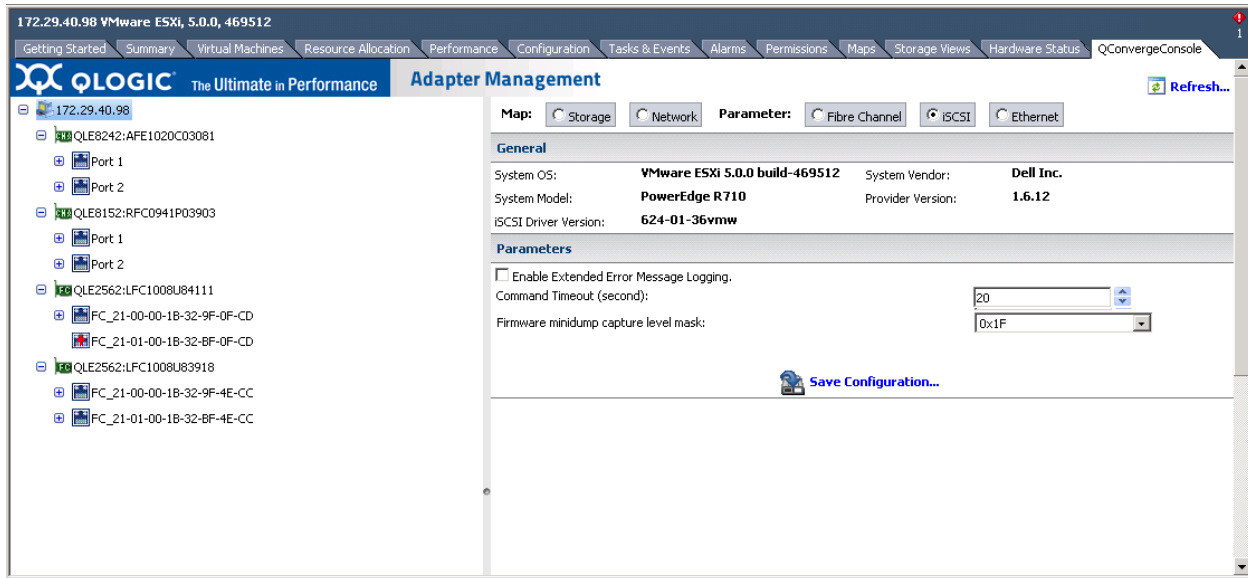 172.29.40.98 VMware ESXi, 5.0.0, 469512
1
Getting Started Summary Virtual Machines Resource Allocation Performance Configuration Tasks & Events Alarms Permissions Maps Storage Views Hardware Status QConvergeConsole
QLOGIC The Ultimate in Performance Adapter Management
Refresh...
172.29.40.98
QLE8242:AFE1020C03081
Port 1
Port 2
QLE8152:RFC0941P03903
Port 1
Port 2
QLE2562:LFC1008U84111
FC_21-00-00-1B-32-9F-0F-CD
FC_21-01-00-1B-32-BF-0F-CD
QLE2562:LFC1008U83918
FC_21-00-00-1B-32-9F-4E-CC
FC_21-01-00-1B-32-BF-4E-CC
Map: Storage Network Parameter: Fibre Channel iSCSI Ethernet
General
System OS: VMware ESXi 5.0.0 build-469512 System Vendor: Dell Inc.
System Model: PowerEdge R710 Provider Version: 1.6.12
iSCSI Driver Version: 624-01-36vmw
Parameters
Enable Extended Error Message Logging.
Command Timeout (second): 20
Firmware minidump capture level mask: 0x1F
Save Configuration...